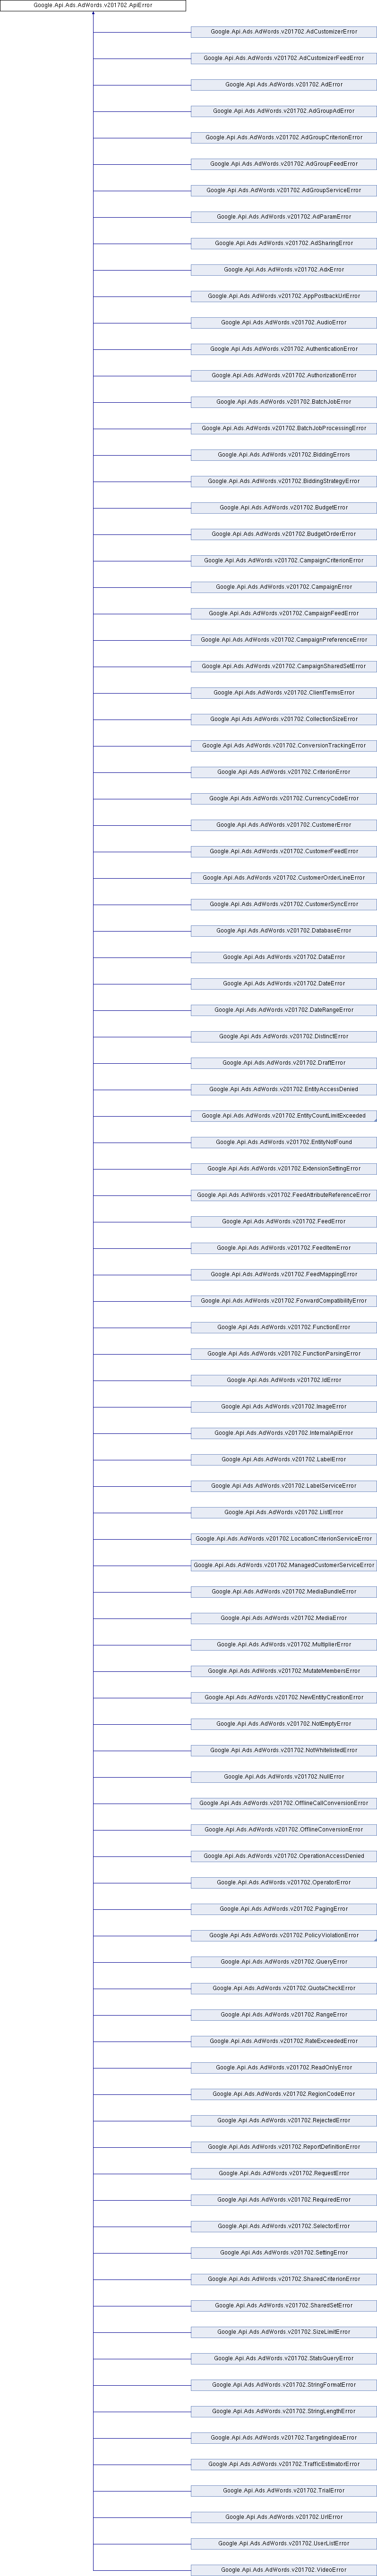 Google.Api.Ads.AdWords.v201702.ApiError
Google.Api.Ads.AdWords.v201702.AdCustomizerError
Google.Api.Ads.AdWords.v201702.AdCustomizerFeedError
Google.Api.Ads.AdWords.v201702.AdError
Google.Api.Ads.AdWords.v201702.AdGroupAdError
Google.Api.Ads.AdWords.v201702.AdGroupCriterionError
Google.Api.Ads.AdWords.v201702.AdGroupFeedError
Google.Api.Ads.AdWords.v201702.AdGroupServiceError
Google.Api.Ads.AdWords.v201702.AdParamError
Google.Api.Ads.AdWords.v201702.AdSharingError
Google.Api.Ads.AdWords.v201702.AdxError
Google.Api.Ads.AdWords.v201702.AppPostbackUrlError
Google.Api.Ads.AdWords.v201702.AudioError
Google.Api.Ads.AdWords.v201702.AuthenticationError
Google.Api.Ads.AdWords.v201702.AuthorizationError
Google.Api.Ads.AdWords.v201702.BatchJobError
Google.Api.Ads.AdWords.v201702.BatchJobProcessingError
Google.Api.Ads.AdWords.v201702.BiddingErrors
Google.Api.Ads.AdWords.v201702.BiddingStrategyError
Google.Api.Ads.AdWords.v201702.BudgetError
Google.Api.Ads.AdWords.v201702.BudgetOrderError
Google.Api.Ads.AdWords.v201702.CampaignCriterionError
Google.Api.Ads.AdWords.v201702.CampaignError
Google.Api.Ads.AdWords.v201702.CampaignFeedError
Google.Api.Ads.AdWords.v201702.CampaignPreferenceError
Google.Api.Ads.AdWords.v201702.CampaignSharedSetError
Google.Api.Ads.AdWords.v201702.ClientTermsError
Google.Api.Ads.AdWords.v201702.CollectionSizeError
Google.Api.Ads.AdWords.v201702.ConversionTrackingError
Google.Api.Ads.AdWords.v201702.CriterionError
Google.Api.Ads.AdWords.v201702.CurrencyCodeError
Google.Api.Ads.AdWords.v201702.CustomerError
Google.Api.Ads.AdWords.v201702.CustomerFeedError
Google.Api.Ads.AdWords.v201702.CustomerOrderLineError
Google.Api.Ads.AdWords.v201702.CustomerSyncError
Google.Api.Ads.AdWords.v201702.DatabaseError
Google.Api.Ads.AdWords.v201702.DataError
Google.Api.Ads.AdWords.v201702.DateError
Google.Api.Ads.AdWords.v201702.DateRangeError
Google.Api.Ads.AdWords.v201702.DistinctError
Google.Api.Ads.AdWords.v201702.DraftError
Google.Api.Ads.AdWords.v201702.EntityAccessDenied
Google.Api.Ads.AdWords.v201702.EntityCountLimitExceeded
Google.Api.Ads.AdWords.v201702.EntityNotFound
Google.Api.Ads.AdWords.v201702.ExtensionSettingError
Google.Api.Ads.AdWords.v201702.FeedAttributeReferenceError
Google.Api.Ads.AdWords.v201702.FeedError
Google.Api.Ads.AdWords.v201702.FeedItemError
Google.Api.Ads.AdWords.v201702.FeedMappingError
Google.Api.Ads.AdWords.v201702.ForwardCompatibilityError
Google.Api.Ads.AdWords.v201702.FunctionError
Google.Api.Ads.AdWords.v201702.FunctionParsingError
Google.Api.Ads.AdWords.v201702.IdError
Google.Api.Ads.AdWords.v201702.ImageError
Google.Api.Ads.AdWords.v201702.InternalApiError
Google.Api.Ads.AdWords.v201702.LabelError
Google.Api.Ads.AdWords.v201702.LabelServiceError
Google.Api.Ads.AdWords.v201702.ListError
Google.Api.Ads.AdWords.v201702.LocationCriterionServiceError
Google.Api.Ads.AdWords.v201702.ManagedCustomerServiceError
Google.Api.Ads.AdWords.v201702.MediaBundleError
Google.Api.Ads.AdWords.v201702.MediaError
Google.Api.Ads.AdWords.v201702.MultiplierError
Google.Api.Ads.AdWords.v201702.MutateMembersError
Google.Api.Ads.AdWords.v201702.NewEntityCreationError
Google.Api.Ads.AdWords.v201702.NotEmptyError
Google.Api.Ads.AdWords.v201702.NotWhitelistedError
Google.Api.Ads.AdWords.v201702.NullError
Google.Api.Ads.AdWords.v201702.OfflineCallConversionError
Google.Api.Ads.AdWords.v201702.OfflineConversionError
Google.Api.Ads.AdWords.v201702.OperationAccessDenied
Google.Api.Ads.AdWords.v201702.OperatorError
Google.Api.Ads.AdWords.v201702.PagingError
Google.Api.Ads.AdWords.v201702.PolicyViolationError
Google.Api.Ads.AdWords.v201702.QueryError
Google.Api.Ads.AdWords.v201702.QuotaCheckError
Google.Api.Ads.AdWords.v201702.RangeError
Google.Api.Ads.AdWords.v201702.RateExceededError
Google.Api.Ads.AdWords.v201702.ReadOnlyError
Google.Api.Ads.AdWords.v201702.RegionCodeError
Google.Api.Ads.AdWords.v201702.RejectedError
Google.Api.Ads.AdWords.v201702.ReportDefinitionError
Google.Api.Ads.AdWords.v201702.RequestError
Google.Api.Ads.AdWords.v201702.RequiredError
Google.Api.Ads.AdWords.v201702.SelectorError
Google.Api.Ads.AdWords.v201702.SettingError
Google.Api.Ads.AdWords.v201702.SharedCriterionError
Google.Api.Ads.AdWords.v201702.SharedSetError
Google.Api.Ads.AdWords.v201702.SizeLimitError
Google.Api.Ads.AdWords.v201702.StatsQueryError
Google.Api.Ads.AdWords.v201702.StringFormatError
Google.Api.Ads.AdWords.v201702.StringLengthError
Google.Api.Ads.AdWords.v201702.TargetingIdeaError
Google.Api.Ads.AdWords.v201702.TrafficEstimatorError
Google.Api.Ads.AdWords.v201702.TrialError
Google.Api.Ads.AdWords.v201702.UrlError
Google.Api.Ads.AdWords.v201702.UserListError
Google.Api.Ads.AdWords.v201702.VideoError